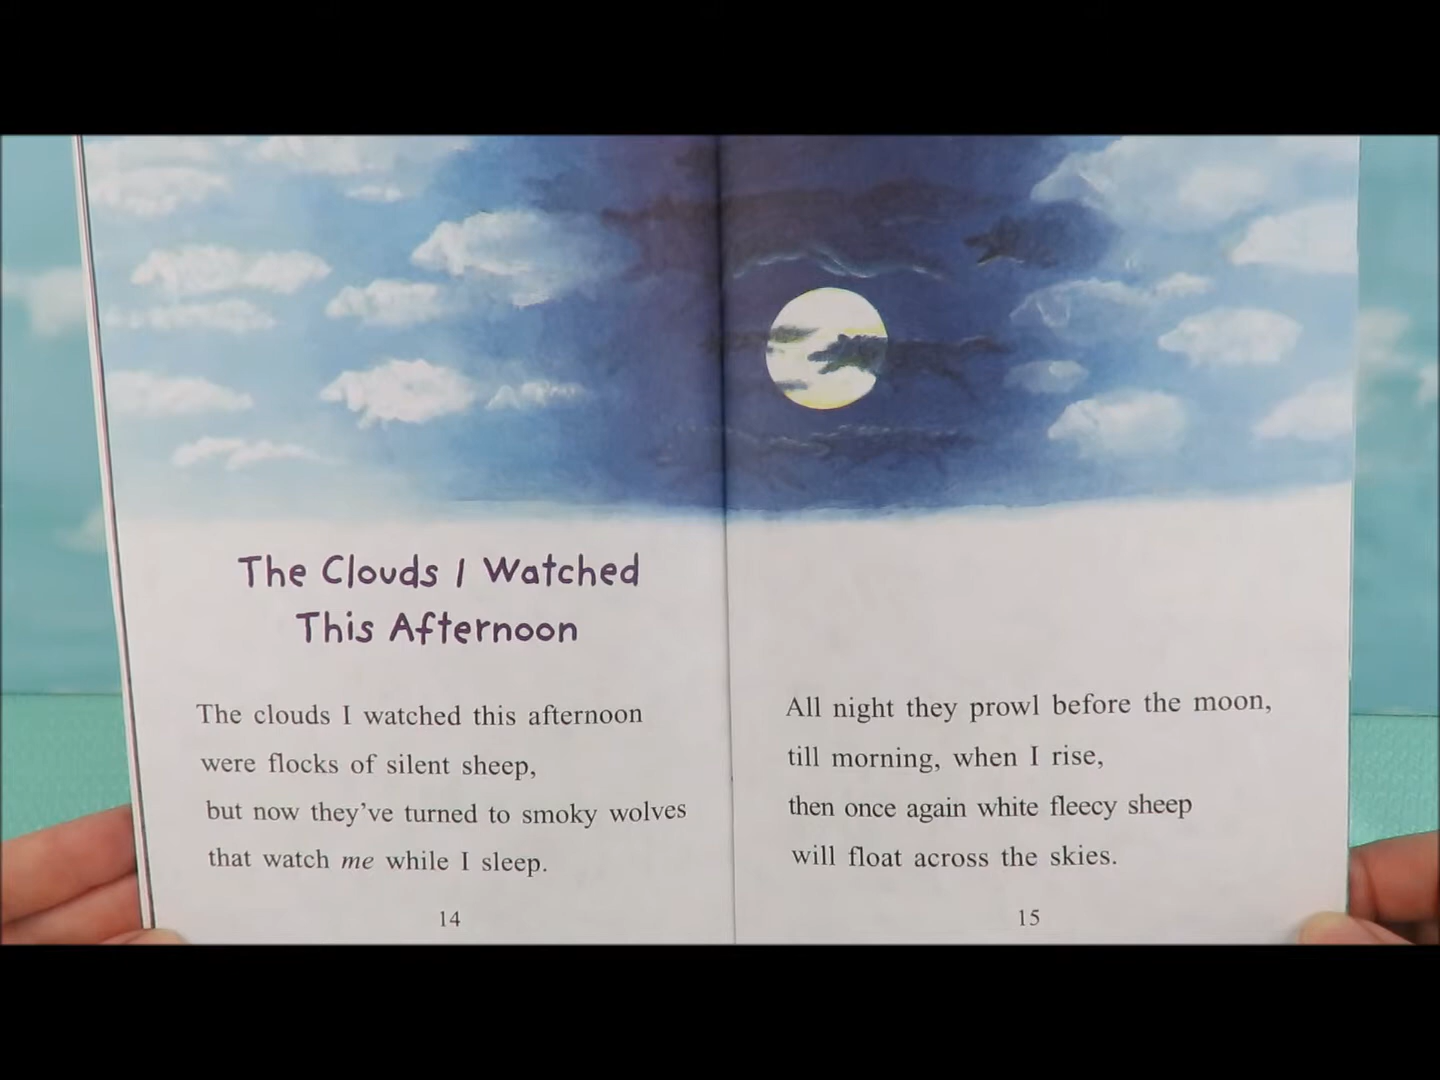 The Clouds I Watched
This Afternoon
The clouds I watched this afternoon
were flocks of silent sheep,
but now they've turned to smoky wolves
that watch me while I sleep.
14
All night they prowl before the moon,
till morning, when I rise,
then once again white fleecy sheep
will float across the skies.
15